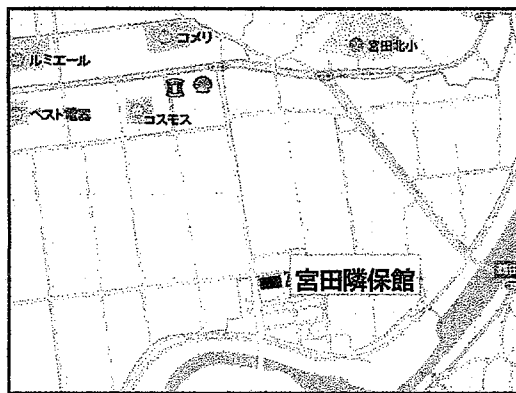 コメリ
宮田北小
ルミエール
ベスト電器
コスモス
宮田隣保館